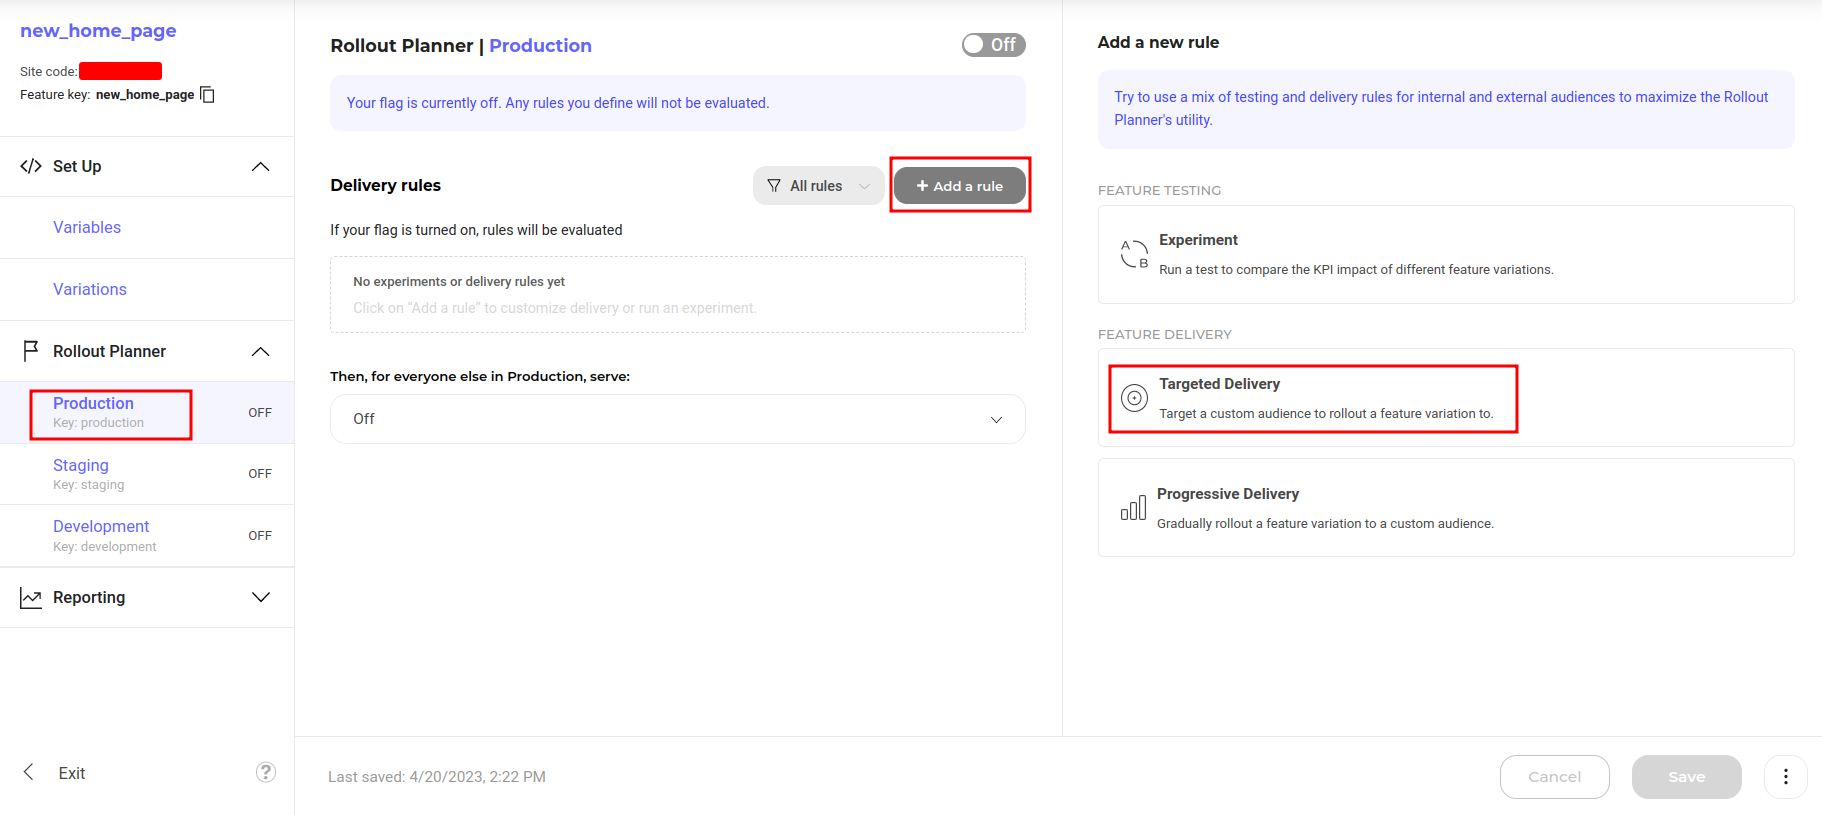 new_home_page
Site code:
Feature key: new_home_page
Set Up
Variables
Variations
Rollout Planner
Production
Key: production
OFF
Staging
Key: staging
OFF
Development
Key: development
OFF
Reporting
Exit
?
Rollout Planner | Production
Off
Your flag is currently off. Any rules you define will not be evaluated.
Delivery rules
All rules
+ Add a rule
If your flag is turned on, rules will be evaluated
No experiments or delivery rules yet
Click on “Add a rule” to customize delivery or run an experiment.
Then, for everyone else in Production, serve:
Off
Last saved: 4/20/2023, 2:22 PM
Add a new rule
Try to use a mix of testing and delivery rules for internal and external audiences to maximize the Rollout
Planner's utility.
FEATURE TESTING
A
B
Experiment
Run a test to compare the KPI impact of different feature variations.
FEATURE DELIVERY
Targeted Delivery
Target a custom audience to rollout a feature variation to.
Progressive Delivery
Gradually rollout a feature variation to a custom audience.
Cancel
Save